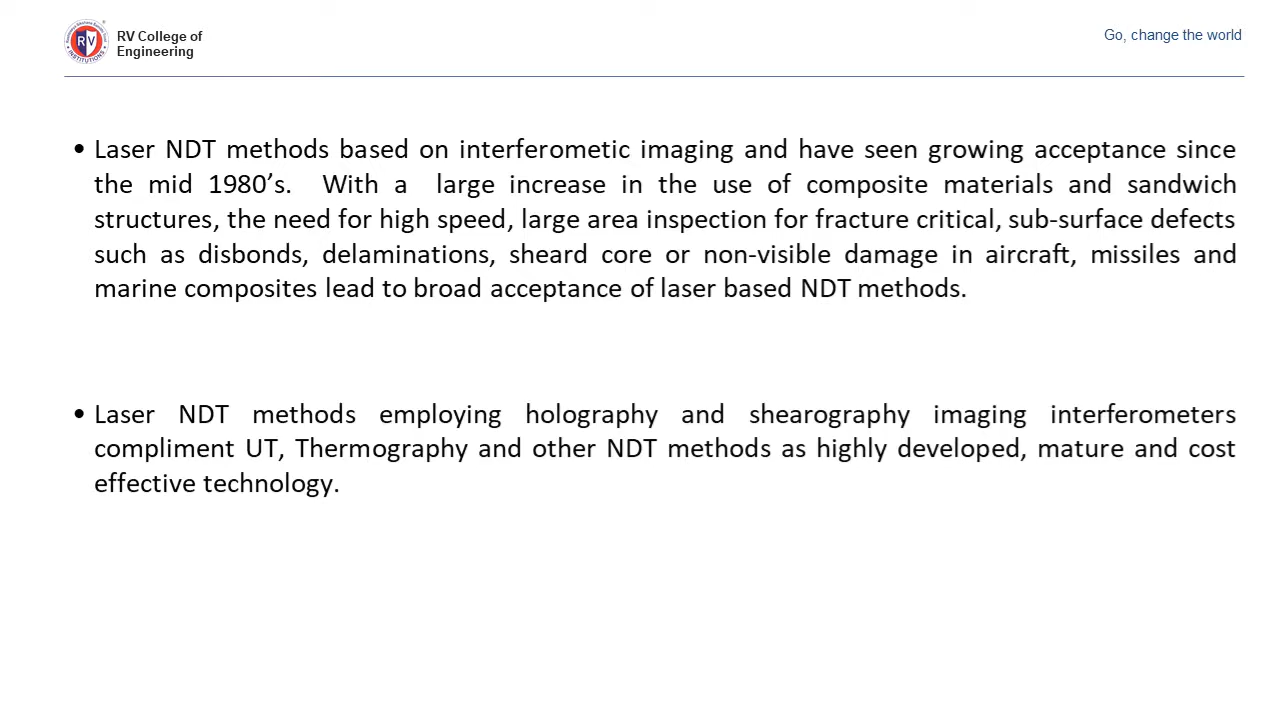 RV College of
Engineering
Go, change the world
• Laser NDT methods based on interferometic imaging and have seen growing acceptance since
the mid 1980’s. With a large increase in the use of composite materials and sandwich
structures, the need for high speed, large area inspection for fracture critical, sub-surface defects
such as disbonds, delaminations, sheard core or non-visible damage in aircraft, missiles and
marine composites lead to broad acceptance of laser based NDT methods.
• Laser NDT methods employing holography and shearography imaging interferometers
compliment UT, Thermography and other NDT methods as highly developed, mature and cost
effective technology.